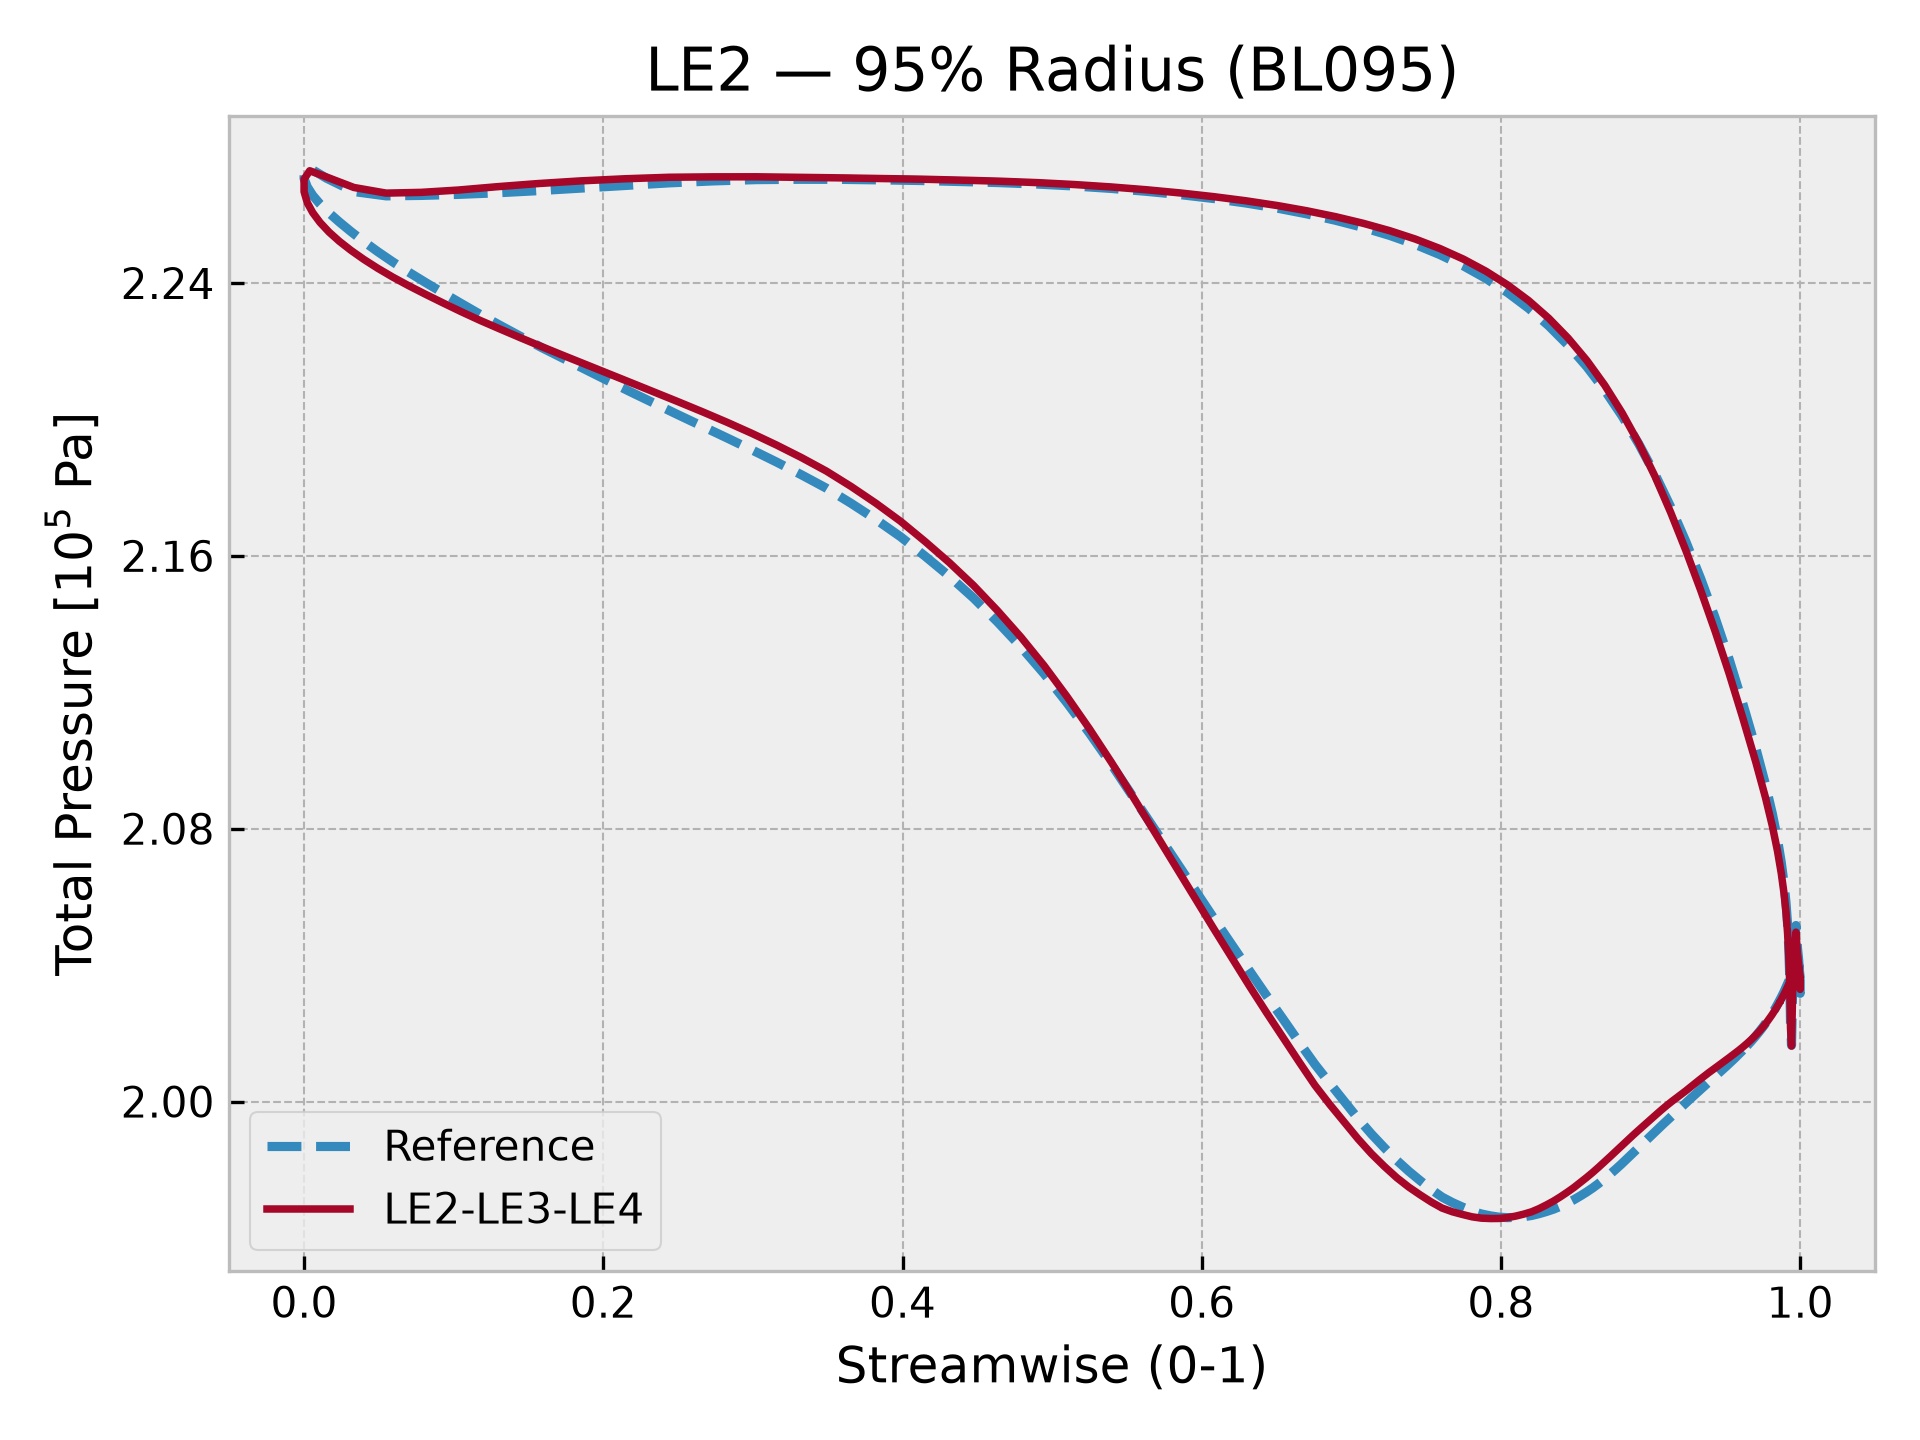 LE2 — 95% Radius (BL095)
Total Pressure [10⁵ Pa]
2.24
2.16
2.08
2.00
Reference
LE2-LE3-LE4
0.0 0.2 0.4 0.6 0.8 1.0
Streamwise (0-1)